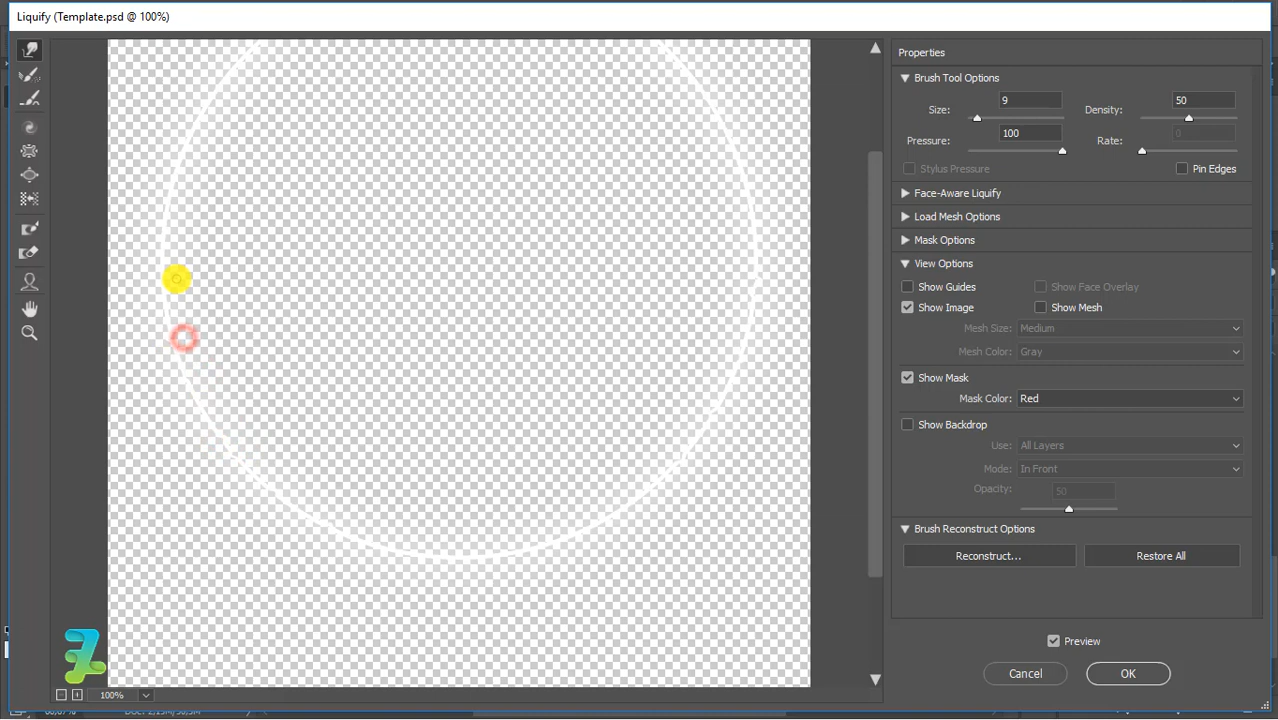 Liquify (Template.psd @ 100%)
Properties
Brush Tool Options
Size: 9
Density: 50
Pressure: 100
Rate: 0
Stylus Pressure
Pin Edges
Face-Aware Liquify
Load Mesh Options
Mask Options
View Options
Show Guides
Show Face Overlay
Show Image
Show Mesh
Mesh Size: Medium
Mesh Color: Gray
Show Mask
Mask Color: Red
Show Backdrop
Use: All Layers
Mode: In Front
Opacity: 50
Brush Reconstruct Options
Reconstruct...
Restore All
Preview
Cancel
OK
100%